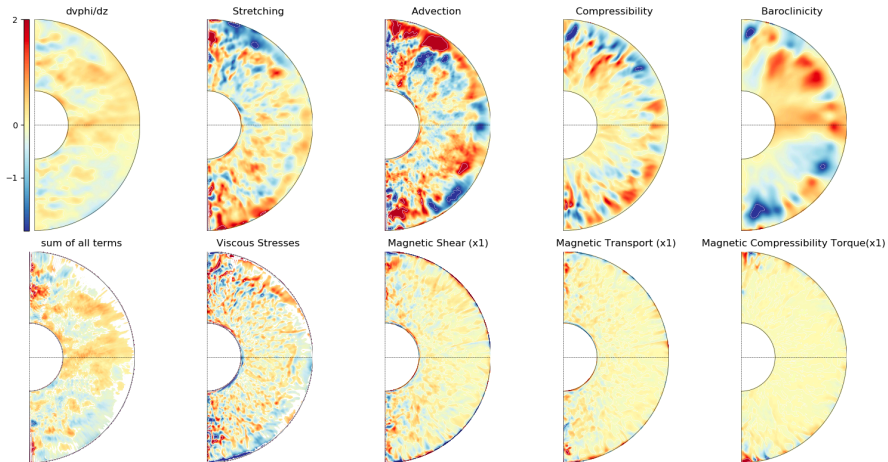 dvphi/dz
Stretching
Advection
Compressibility
Baroclinicity
2
0
−1
sum of all terms
Viscous Stresses
Magnetic Shear (x1)
Magnetic Transport (x1)
Magnetic Compressibility Torque(x1)